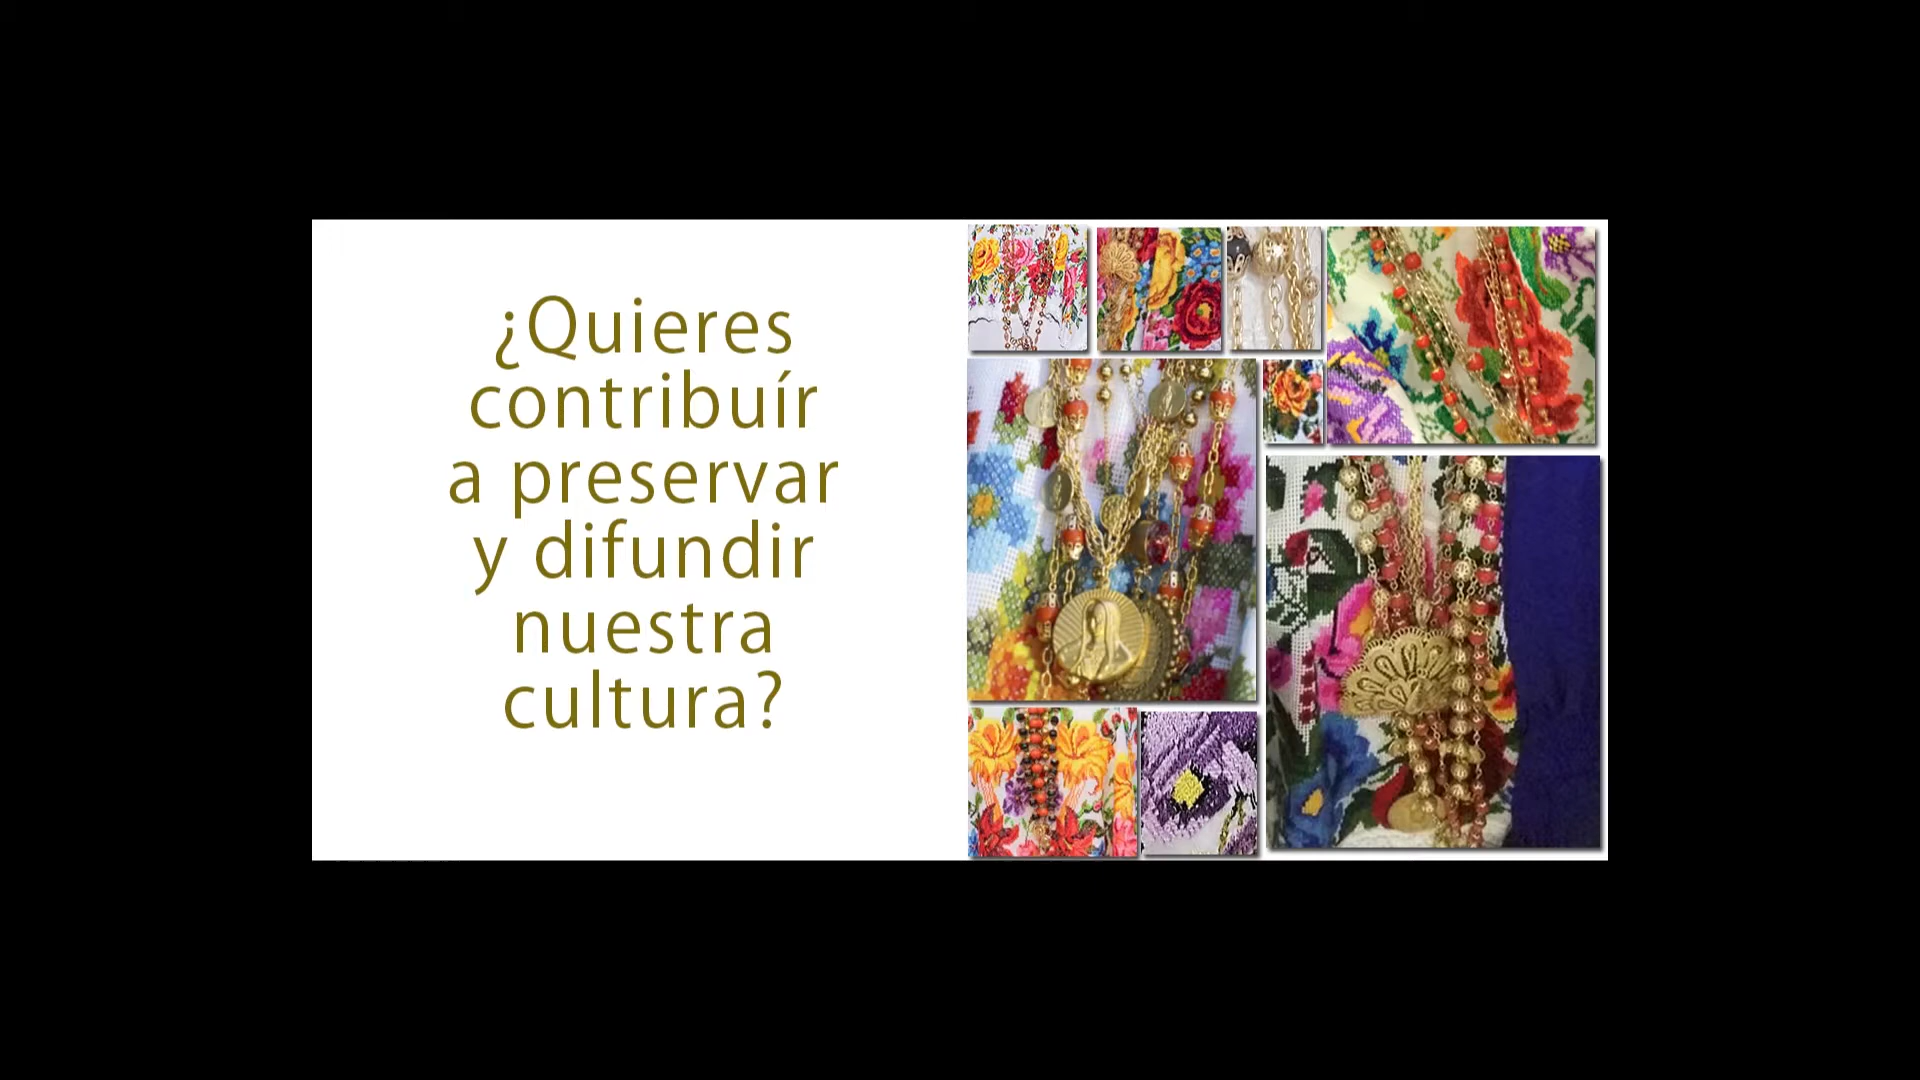 ¿Quieres
contribuír
a preservar
y difundir
nuestra
cultura?